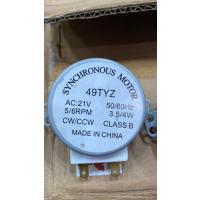 SYNCHRONOUS MOTOR
49TYZ
AC:21V 50/60Hz
5/6RPM 3.5/4W
CW/CCW CLASS B
MADE IN CHINA